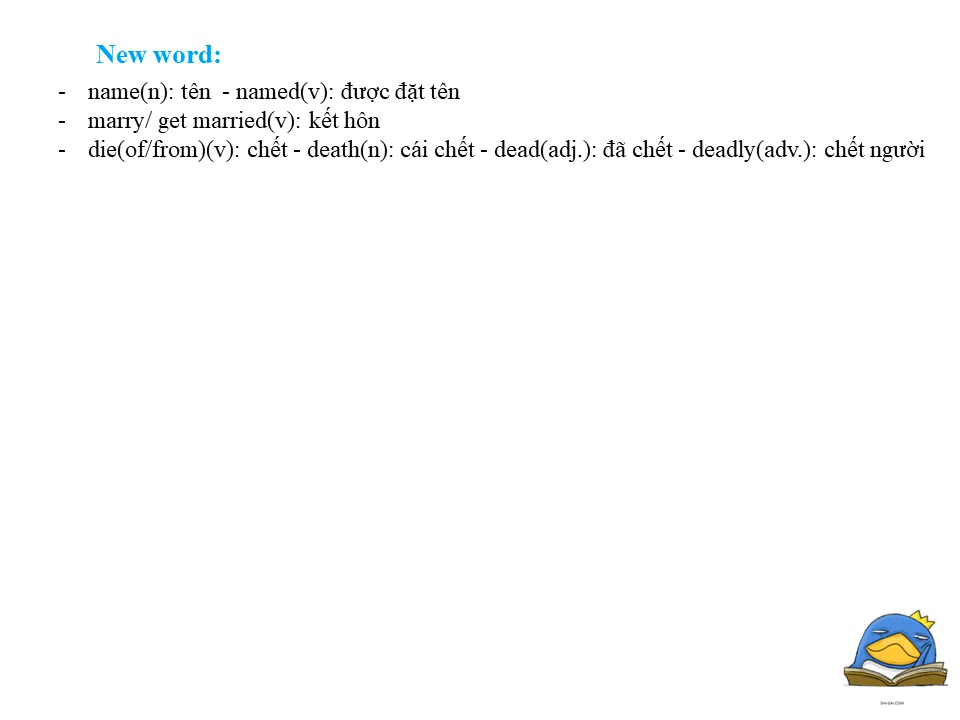 New word:
- name(n): tên - named(v): được đặt tên
- marry/ get married(v): kết hôn
- die(of/from)(v): chết - death(n): cái chết - dead(adj.): đã chết - deadly(adv.): chết người